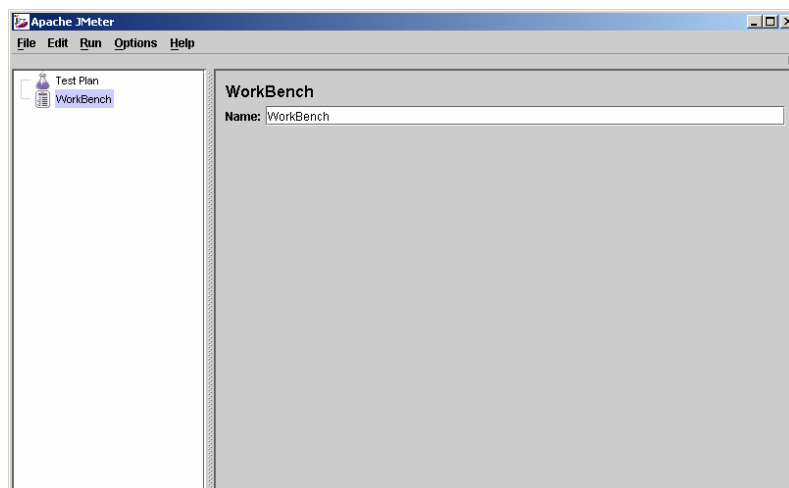 Apache JMeter
File Edit Run Options Help
Test Plan
WorkBench
WorkBench
Name: WorkBench